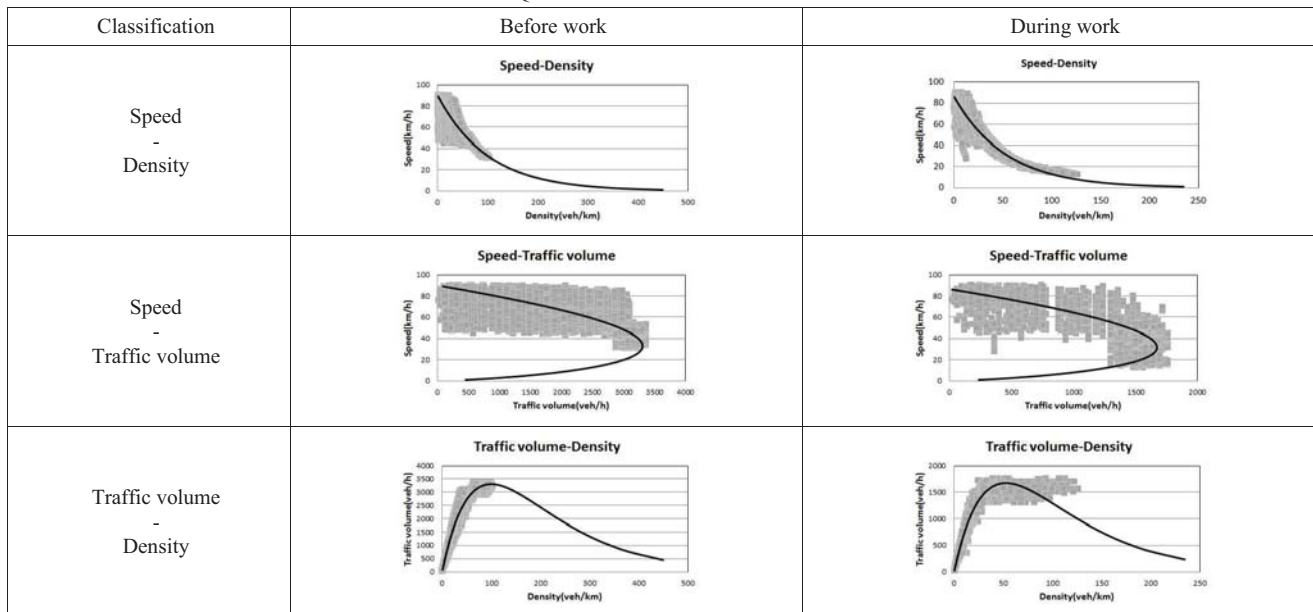 Classification Before work During work
Speed
-
Density
Speed-Density
100
80
60
40
20
0
Speed(km/h)
0 100 200 300 400 500
Density(veh/km)
Speed-Density
100
80
60
40
20
0
Speed(km/h)
0 50 100 150 200 250
Density(veh/km)
Speed
-
Traffic volume
Speed-Traffic volume
100
80
60
40
20
0
Speed(km/h)
0 500 1000 1500 2000 2500 3000 3500 4000
Traffic volume(veh/h)
Speed-Traffic volume
100
80
60
40
20
0
Speed(km/h)
0 500 1000 1500 2000
Traffic volume(veh/h)
Traffic volume
-
Density
Traffic volume-Density
4000
3500
3000
2500
2000
1500
1000
500
0
Traffic volume(veh/h)
0 100 200 300 400 500
Density(veh/km)
Traffic volume-Density
2000
1500
1000
500
0
Traffic volume(veh/h)
0 50 100 150 200 250
Density(veh/km)